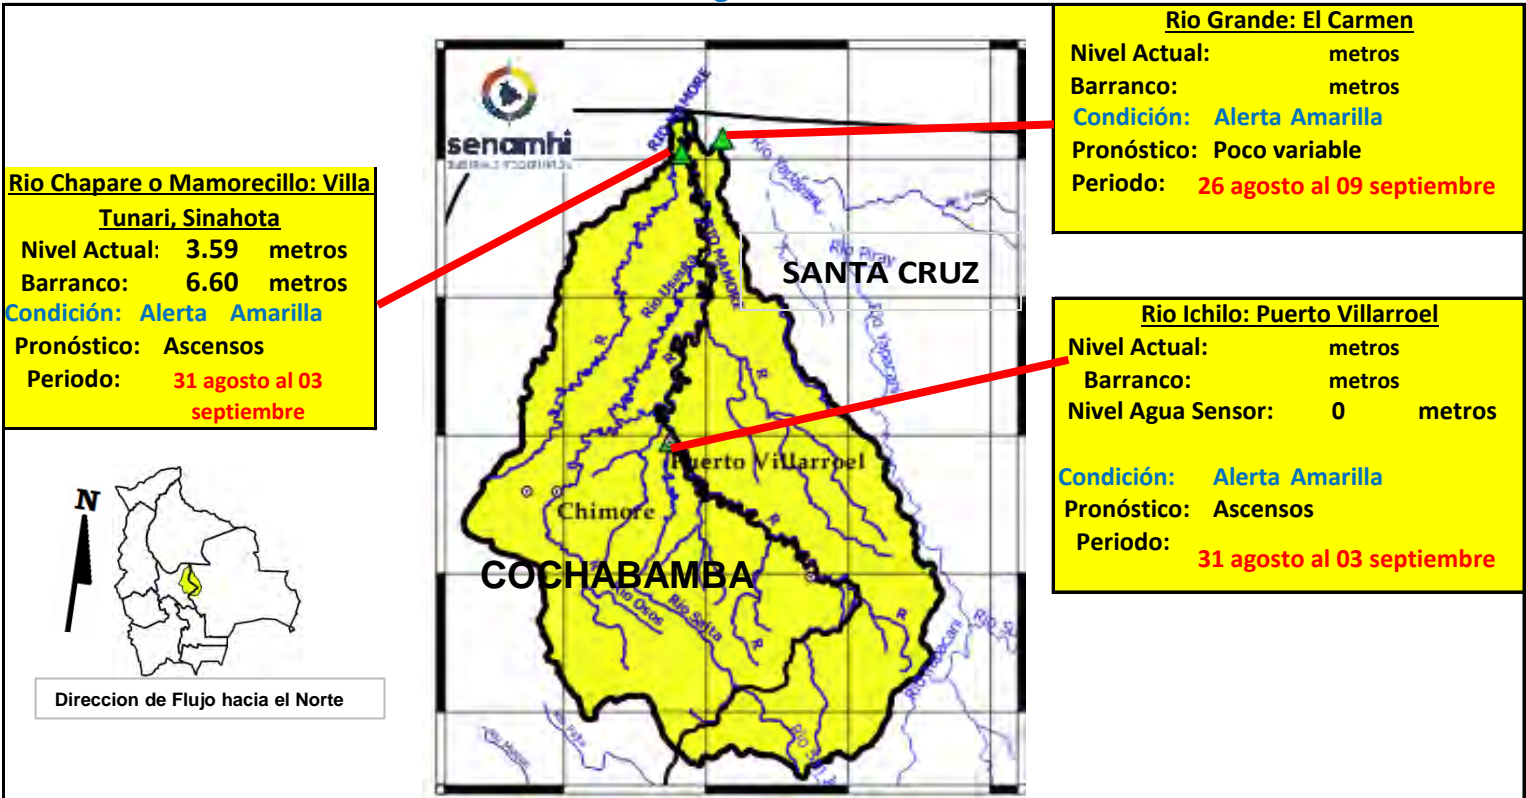 Rio Grande: El Carmen
Nivel Actual: metros
Barranco: metros
Condición: Alerta Amarilla
Pronóstico: Poco variable
Periodo: 26 agosto al 09 septiembre
Rio Chapare o Mamorecillo: Villa
Tunari, Sinahota
Nivel Actual: 3.59 metros
Barranco: 6.60 metros
Condición: Alerta Amarilla
Pronóstico: Ascensos
Periodo: 31 agosto al 03
septiembre
senamhi
RIO MAMORE
Rio Yapacani
RIO MAMORE
Rio Piray
SANTA CRUZ
Rio Yapacani
R
R
R
Puerto Villarroel
Chimore
R
COCHABAMBA
Rio Osos
Rio Sajta
R
R
Rio Yapacani
Rio Ichilo: Puerto Villarroel
Nivel Actual: metros
Barranco: metros
Nivel Agua Sensor: 0 metros
Condición: Alerta Amarilla
Pronóstico: Ascensos
Periodo:
31 agosto al 03 septiembre
N
Direccion de Flujo hacia el Norte